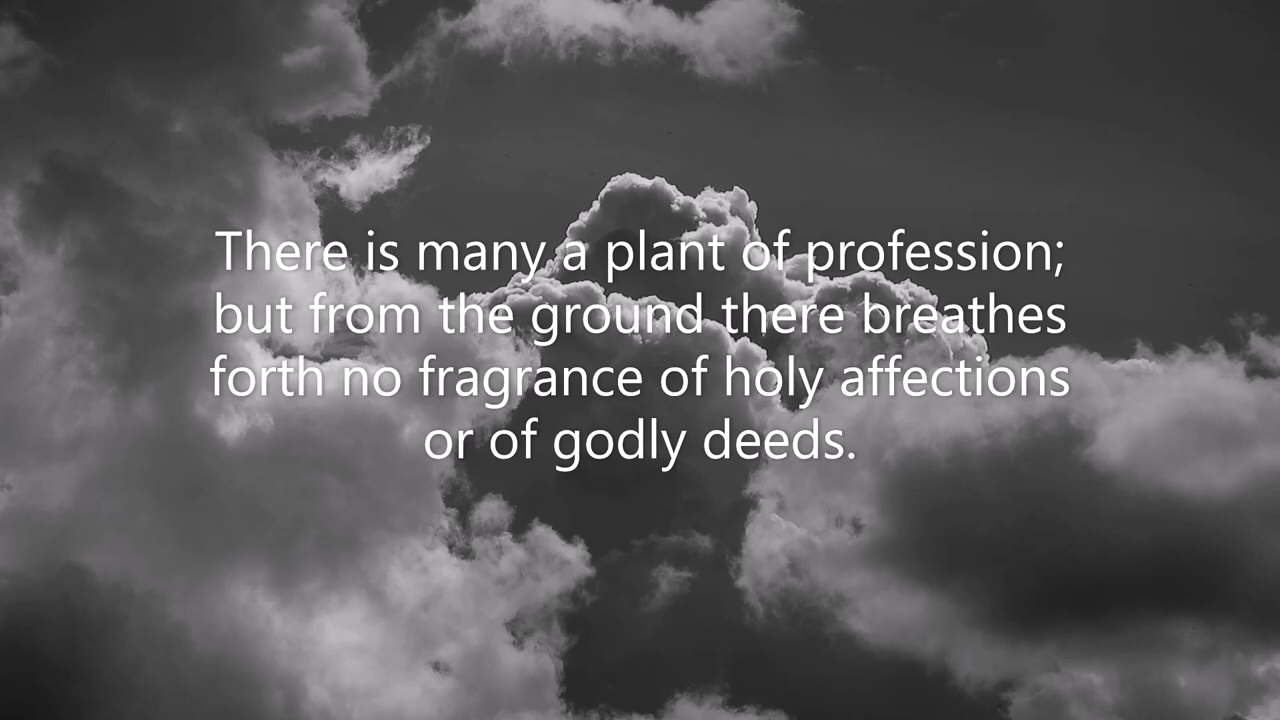 There is many a plant of profession;
but from the ground there breathes
forth no fragrance of holy affections
or of godly deeds.